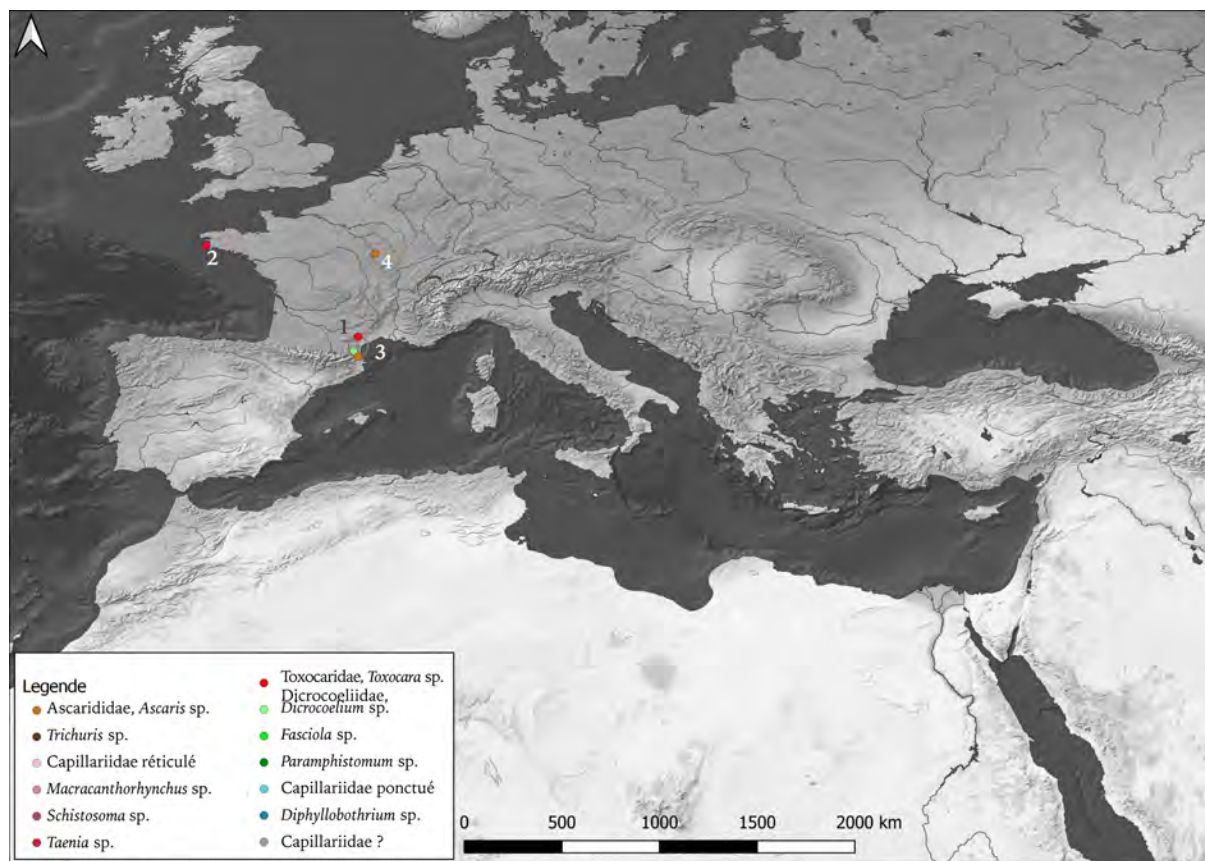 2
4
1
3
Legende
Ascarididae, Ascaris sp.
Trichuris sp.
Capillariidae réticulé
Macracanthorhynchus sp.
Schistosoma sp.
Taenia sp.
Toxocaridae, Toxocara sp.
Dicrocoeliidae,
Dicrocoelium sp.
Fasciola sp.
Paramphistomum sp.
Capillariidae ponctué
Diphyllobothrium sp.
Capillariidae ?
0 500 1000 1500 2000 km